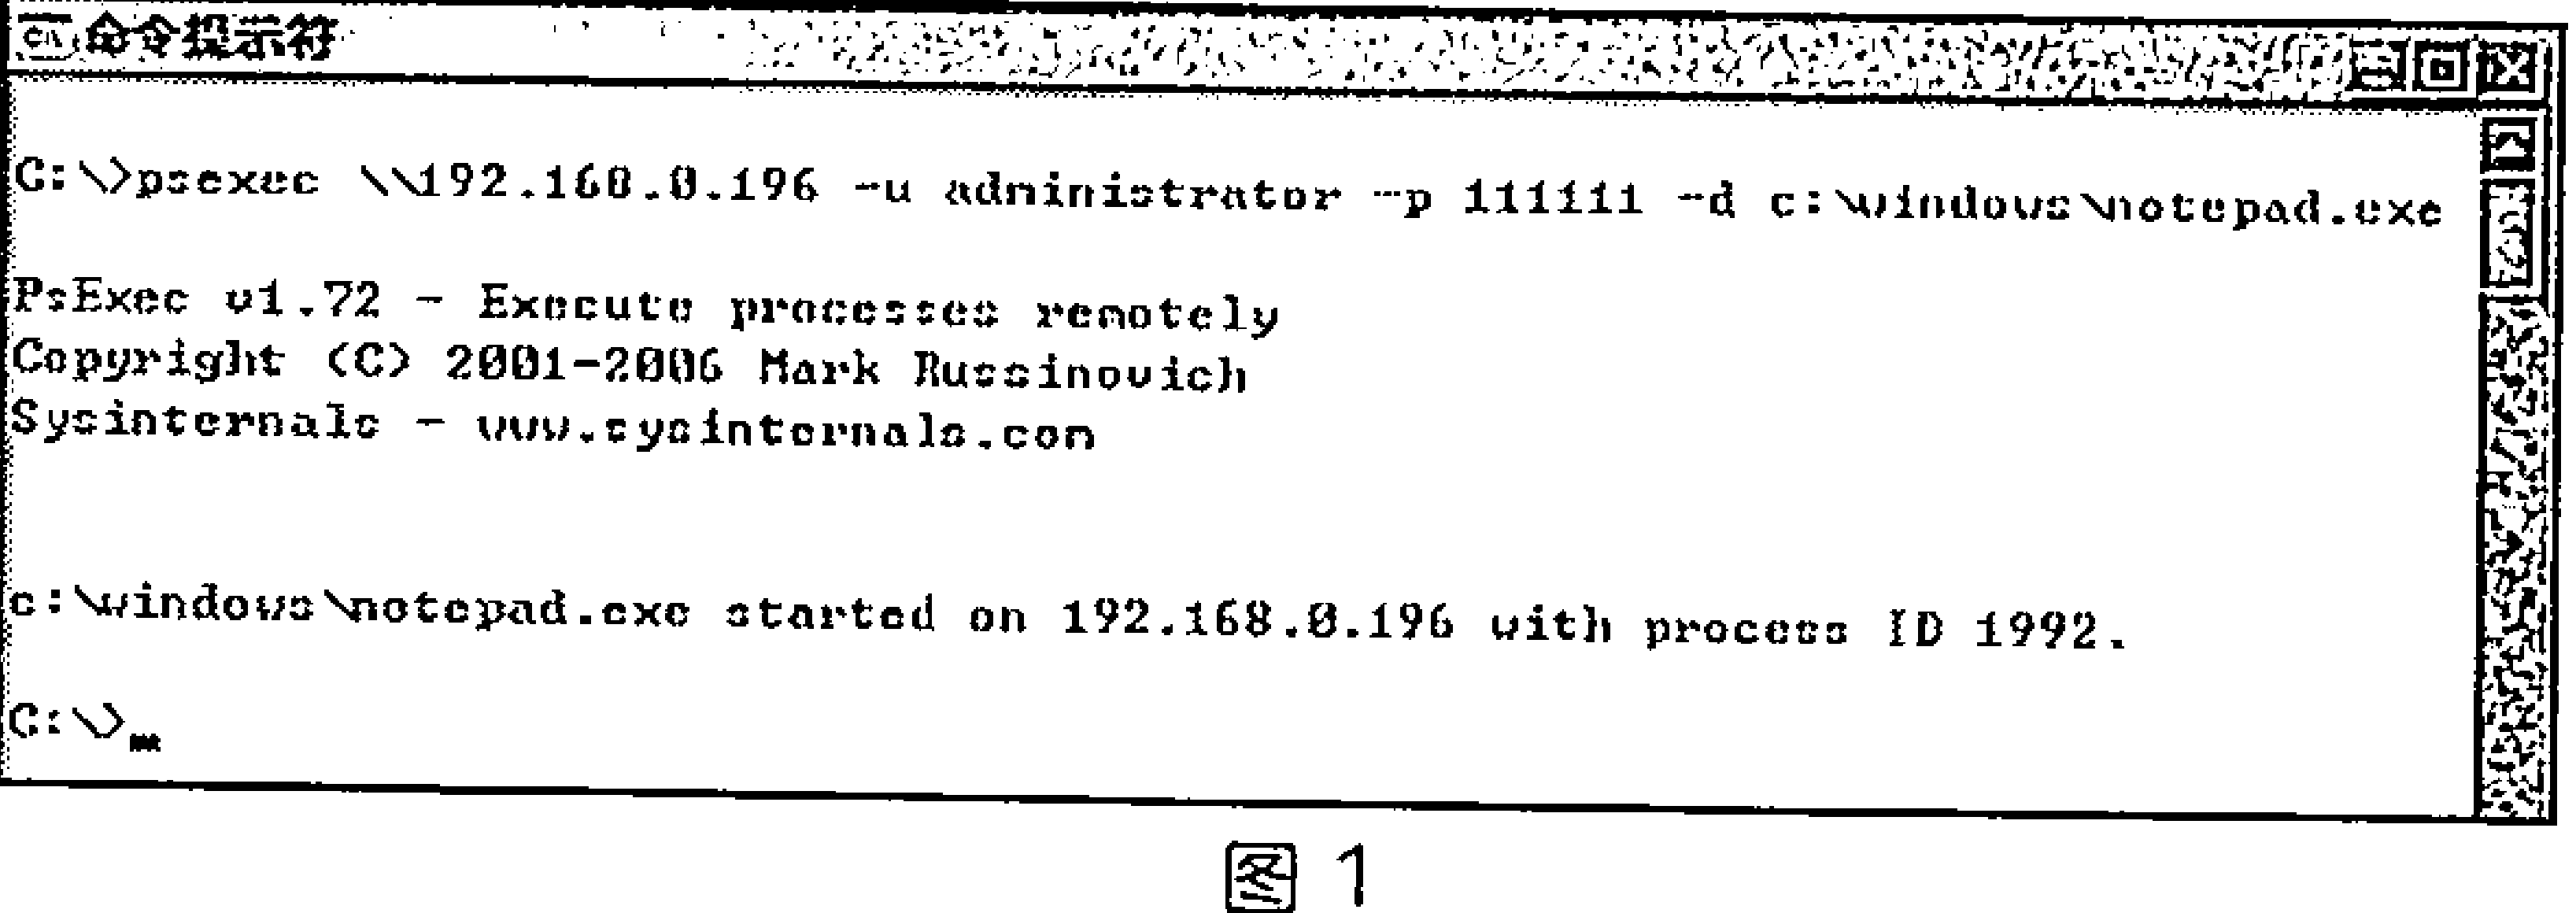 命令提示符
C:\>psexec \\192.168.0.196 -u administrator -p 111111 -d c:\windows\notepad.exe
PsExec v1.72 - Execute processes remotely
Copyright (C) 2001-2006 Mark Russinovich
Sysinternals - www.sysinternals.com
c:\windows\notepad.exe started on 192.168.0.196 with process ID 1992.
C:\>_
图 1